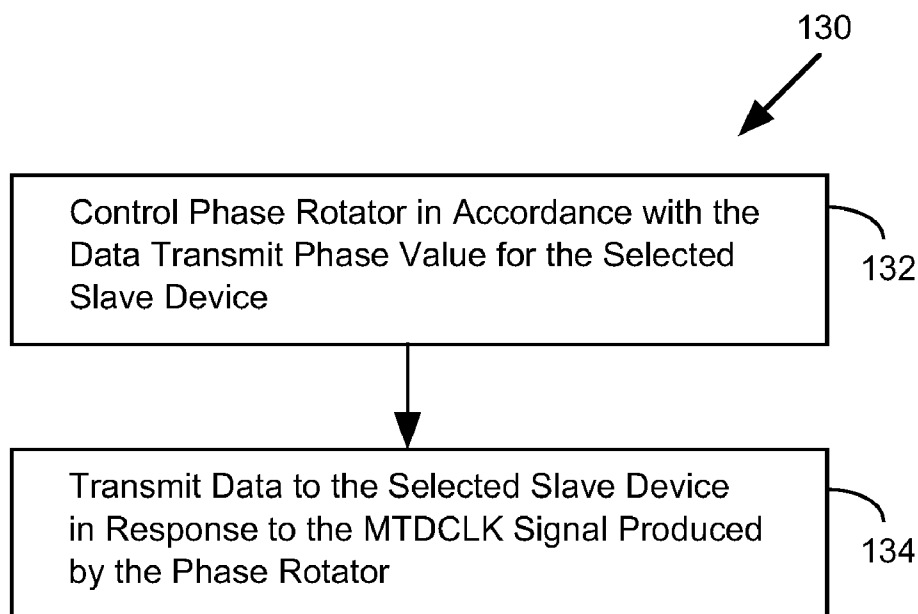 130
Control Phase Rotator in Accordance with the
Data Transmit Phase Value for the Selected
Slave Device
132
Transmit Data to the Selected Slave Device
in Response to the MTDCLK Signal Produced
by the Phase Rotator
134